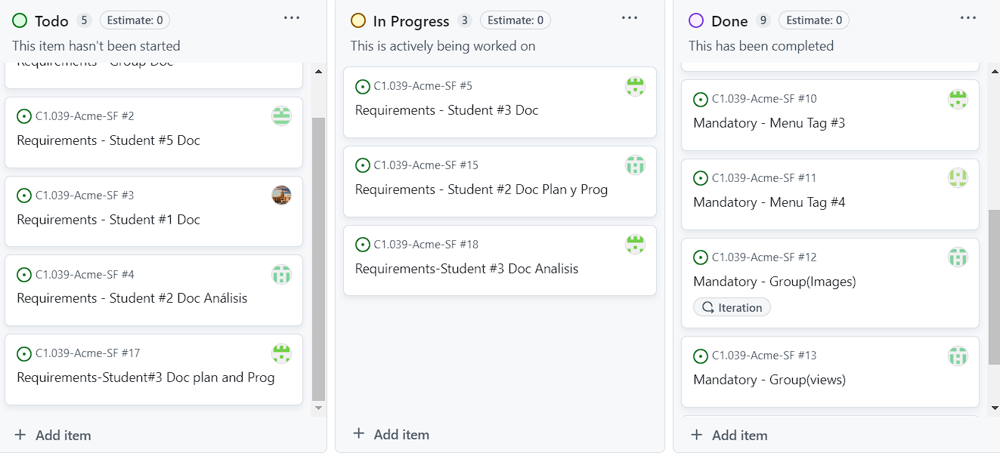 Todo 5 Estimate: 0
This item hasn't been started
Requirements - Group Doc
C1.039-Acme-SF #2
Requirements - Student #5 Doc
C1.039-Acme-SF #3
Requirements - Student #1 Doc
C1.039-Acme-SF #4
Requirements - Student #2 Doc Análisis
C1.039-Acme-SF #17
Requirements-Student#3 Doc plan and Prog
+ Add item
In Progress 3 Estimate: 0
This is actively being worked on
C1.039-Acme-SF #5
Requirements - Student #3 Doc
C1.039-Acme-SF #15
Requirements - Student #2 Doc Plan y Prog
C1.039-Acme-SF #18
Requirements-Student #3 Doc Analisis
+ Add item
Done 9 Estimate: 0
This has been completed
C1.039-Acme-SF #10
Mandatory - Menu Tag #3
C1.039-Acme-SF #11
Mandatory - Menu Tag #4
C1.039-Acme-SF #12
Mandatory - Group(Images)
Iteration
C1.039-Acme-SF #13
Mandatory - Group(views)
+ Add item